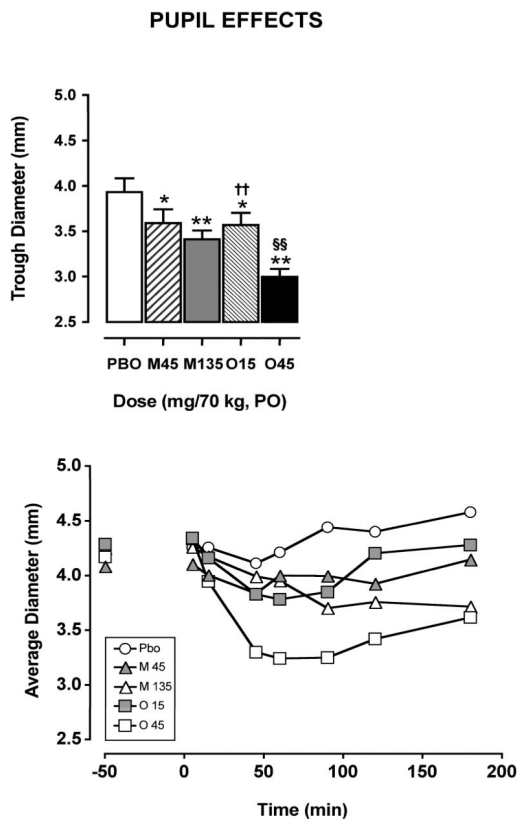 PUPIL EFFECTS
Trough Diameter (mm)
5.0
4.5
4.0
3.5
3.0
2.5
*
**
††
*
§§
**
PBO M45 M135 O15 O45
Dose (mg/70 kg, PO)
Average Diameter (mm)
5.0
4.5
4.0
3.5
3.0
2.5
Pbo
M 45
M 135
O 15
O 45
-50 0 50 100 150 200
Time (min)